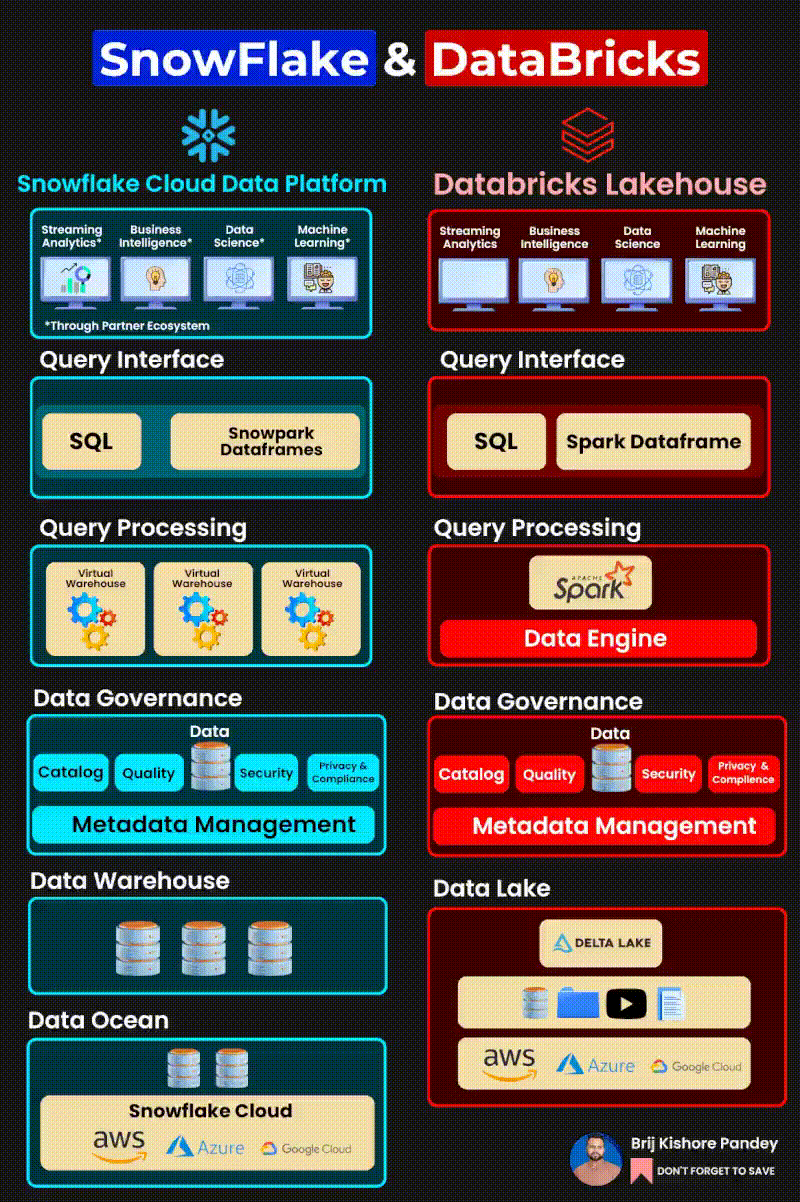 SnowFlake & DataBricks
Snowflake Cloud Data Platform
Streaming
Analytics*
Business
Intelligence*
Data
Science*
Machine
Learning*
*Through Partner Ecosystem
Query Interface
SQL
Snowpark
Dataframes
Query Processing
Virtual
Warehouse
Virtual
Warehouse
Virtual
Warehouse
Data Governance
Data
Catalog
Quality
Security
Privacy &
Compliance
Metadata Management
Data Warehouse
Data Ocean
Snowflake Cloud
aws
Azure
Google Cloud
Databricks Lakehouse
Streaming
Analytics
Business
Intelligence
Data
Science
Machine
Learning
Query Interface
SQL
Spark Dataframe
Query Processing
APACHE
Spark
Data Engine
Data Governance
Data
Catalog
Quality
Security
Privacy &
Complience
Metadata Management
Data Lake
DELTA LAKE
aws
Azure
Google Cloud
Brij Kishore Pandey
DON'T FORGET TO SAVE